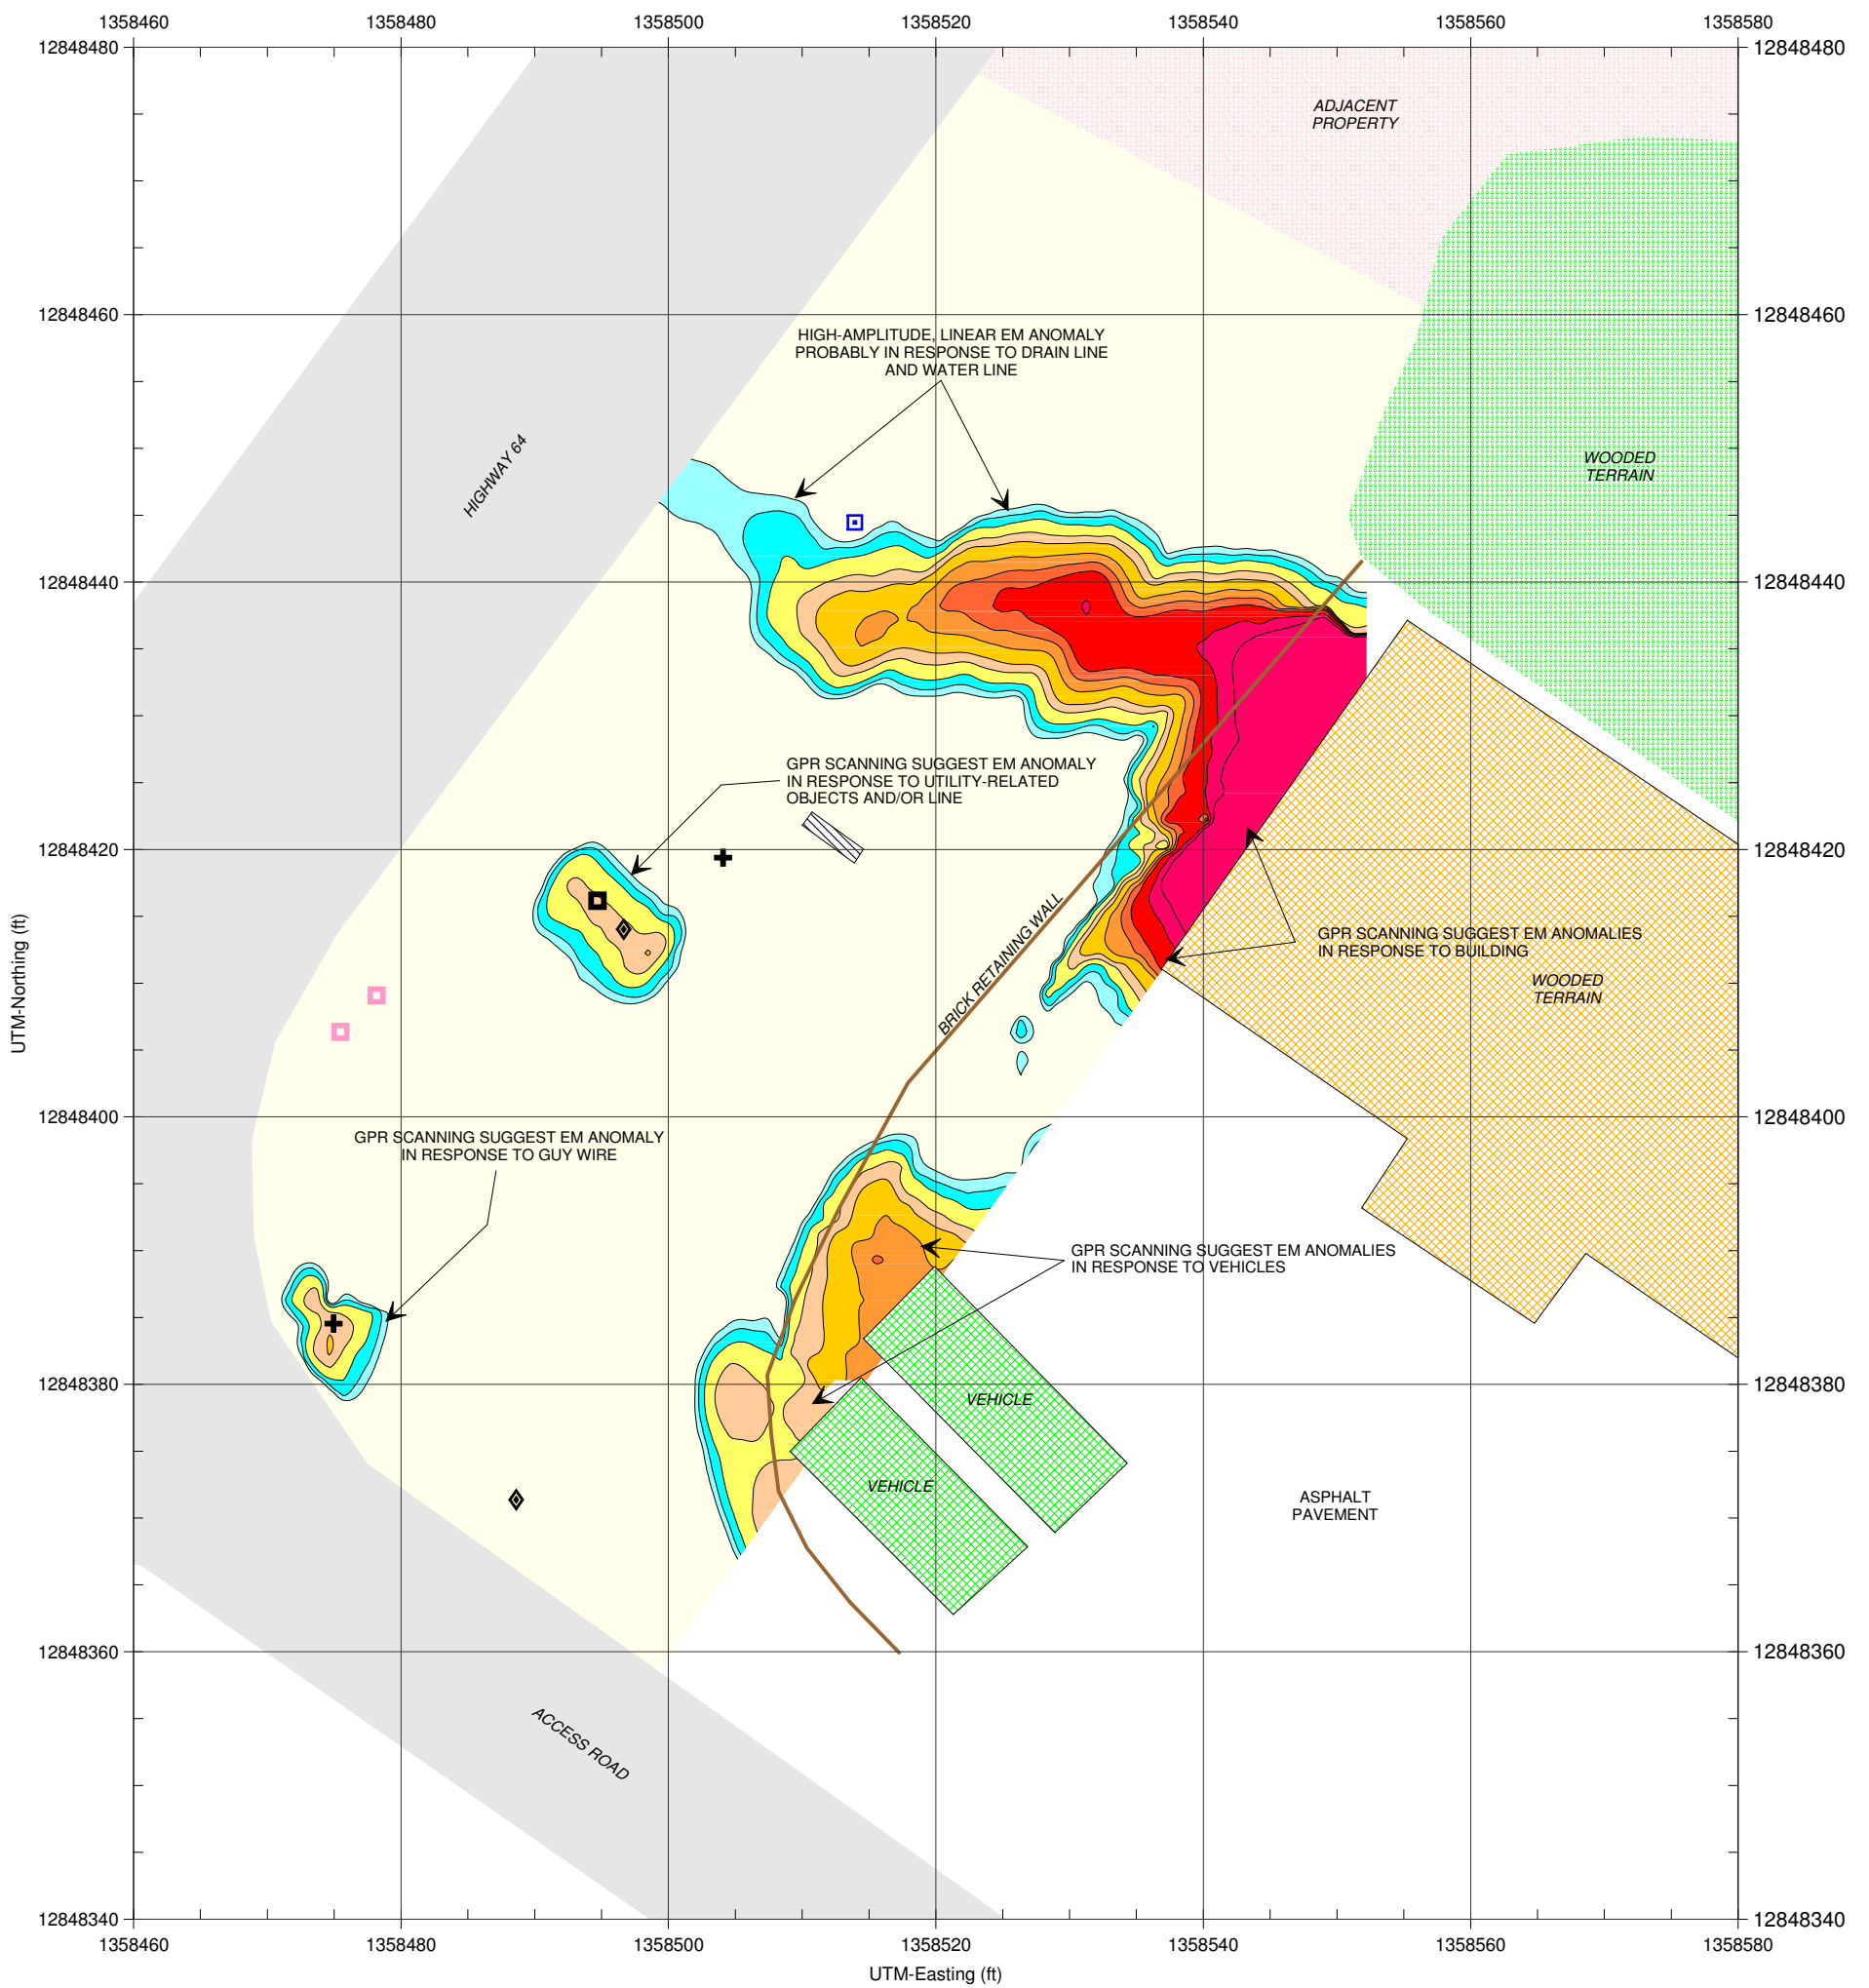 1358460 1358480 1358500 1358520 1358540 1358560 1358580
12848480 12848480
ADJACENT
PROPERTY
12848460 12848460
HIGH-AMPLITUDE, LINEAR EM ANOMALY
PROBABLY IN RESPONSE TO DRAIN LINE
AND WATER LINE
HIGHWAY 64
WOODED
TERRAIN
12848440 12848440
GPR SCANNING SUGGEST EM ANOMALY
IN RESPONSE TO UTILITY-RELATED
OBJECTS AND/OR LINE
12848420 12848420
BRICK RETAINING WALL
GPR SCANNING SUGGEST EM ANOMALIES
IN RESPONSE TO BUILDING
WOODED
TERRAIN
UTM-Northing (ft)
12848400 12848400
GPR SCANNING SUGGEST EM ANOMALY
IN RESPONSE TO GUY WIRE
GPR SCANNING SUGGEST EM ANOMALIES
IN RESPONSE TO VEHICLES
12848380 12848380
VEHICLE
VEHICLE
ASPHALT
PAVEMENT
12848360 12848360
ACCESS ROAD
12848340 12848340
1358460 1358480 1358500 1358520 1358540 1358560 1358580
UTM-Easting (ft)